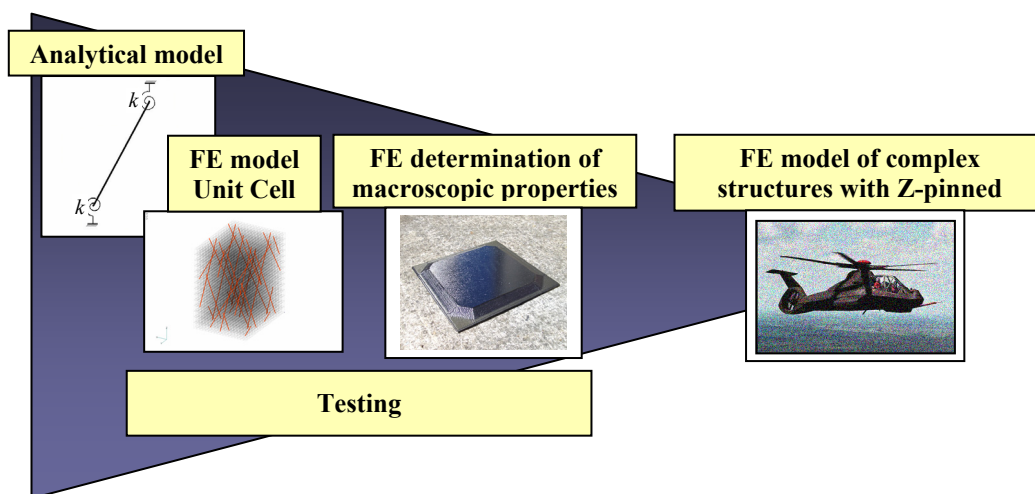 Analytical model
k
k
FE model
Unit Cell
FE determination of
macroscopic properties
FE model of complex
structures with Z-pinned
Testing